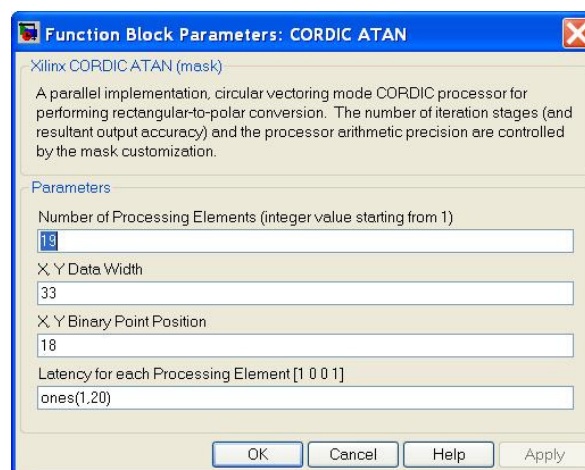 Function Block Parameters: CORDIC ATAN
Xilinx CORDIC ATAN (mask)
A parallel implementation, circular vectoring mode CORDIC processor for
performing rectangular-to-polar conversion. The number of iteration stages (and
resultant output accuracy) and the processor arithmetic precision are controlled
by the mask customization.
Parameters
Number of Processing Elements (integer value starting from 1)
19
X, Y Data Width
33
X, Y Binary Point Position
18
Latency for each Processing Element [1 0 0 1]
ones(1,20)
OK Cancel Help Apply